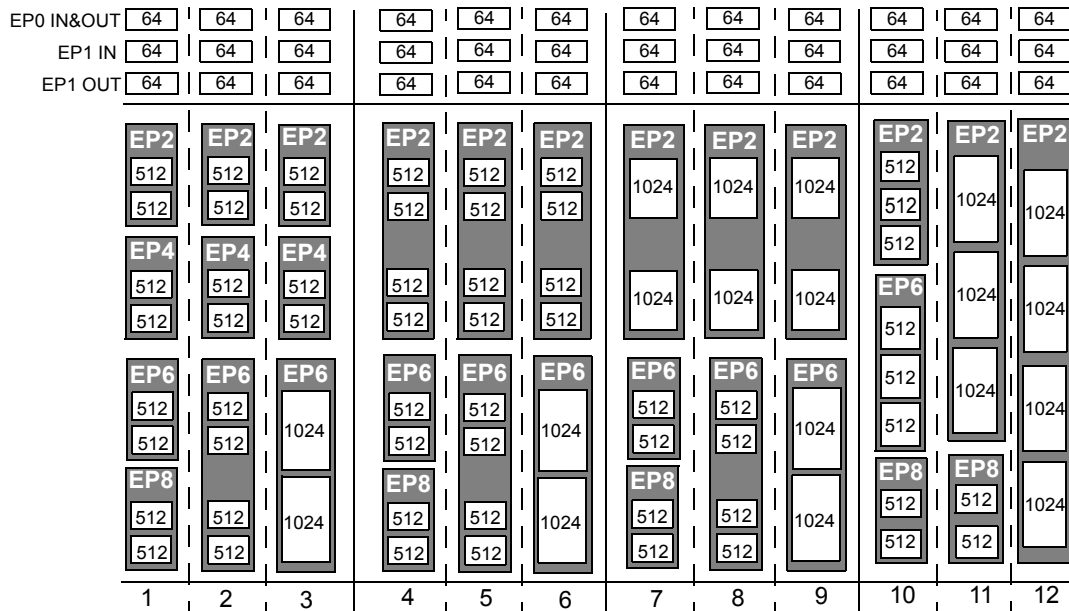 EP0 IN&OUT 64 64 64 64 64 64 64 64 64 64 64 64
EP1 IN 64 64 64 64 64 64 64 64 64 64 64 64
EP1 OUT 64 64 64 64 64 64 64 64 64 64 64 64
EP2 EP2 EP2 EP2 EP2 EP2 EP2 EP2 EP2 EP2 EP2 EP2
512 512 512 512 512 512 1024 1024 1024 512 1024 1024
512 512 512 512 512 512 512
EP4 EP4 EP4 512
512 512 512 512 512 512 1024 1024 1024 EP6 1024 1024
512 512 512 512 512 512 512
EP6 EP6 EP6 EP6 EP6 EP6 EP6 EP6 EP6 512 1024 1024
512 512 1024 512 512 1024 512 512 1024 512
512 512 512 512 512 512
EP8 EP8 EP8 EP8 EP8
512 512 1024 512 512 1024 512 512 1024 512 512 1024
512 512 512 512 512 512 512 512
1 2 3 4 5 6 7 8 9 10 11 12